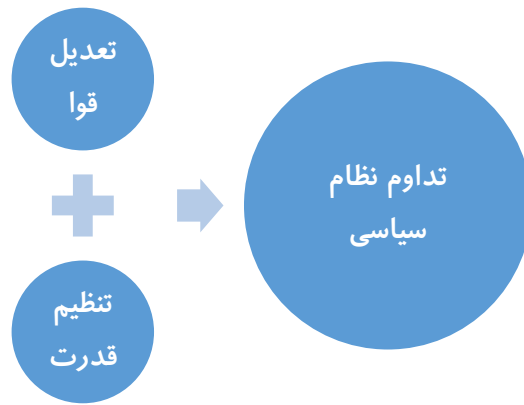 تعدیل
قوا
تنظیم
قدرت
تداوم نظام
سیاسی